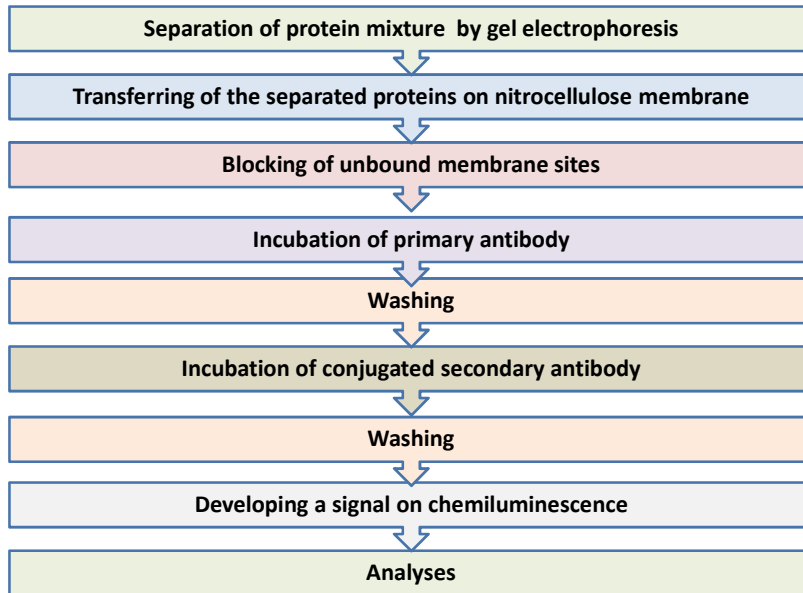 Separation of protein mixture by gel electrophoresis
Transferring of the separated proteins on nitrocellulose membrane
Blocking of unbound membrane sites
Incubation of primary antibody
Washing
Incubation of conjugated secondary antibody
Washing
Developing a signal on chemiluminescence
Analyses